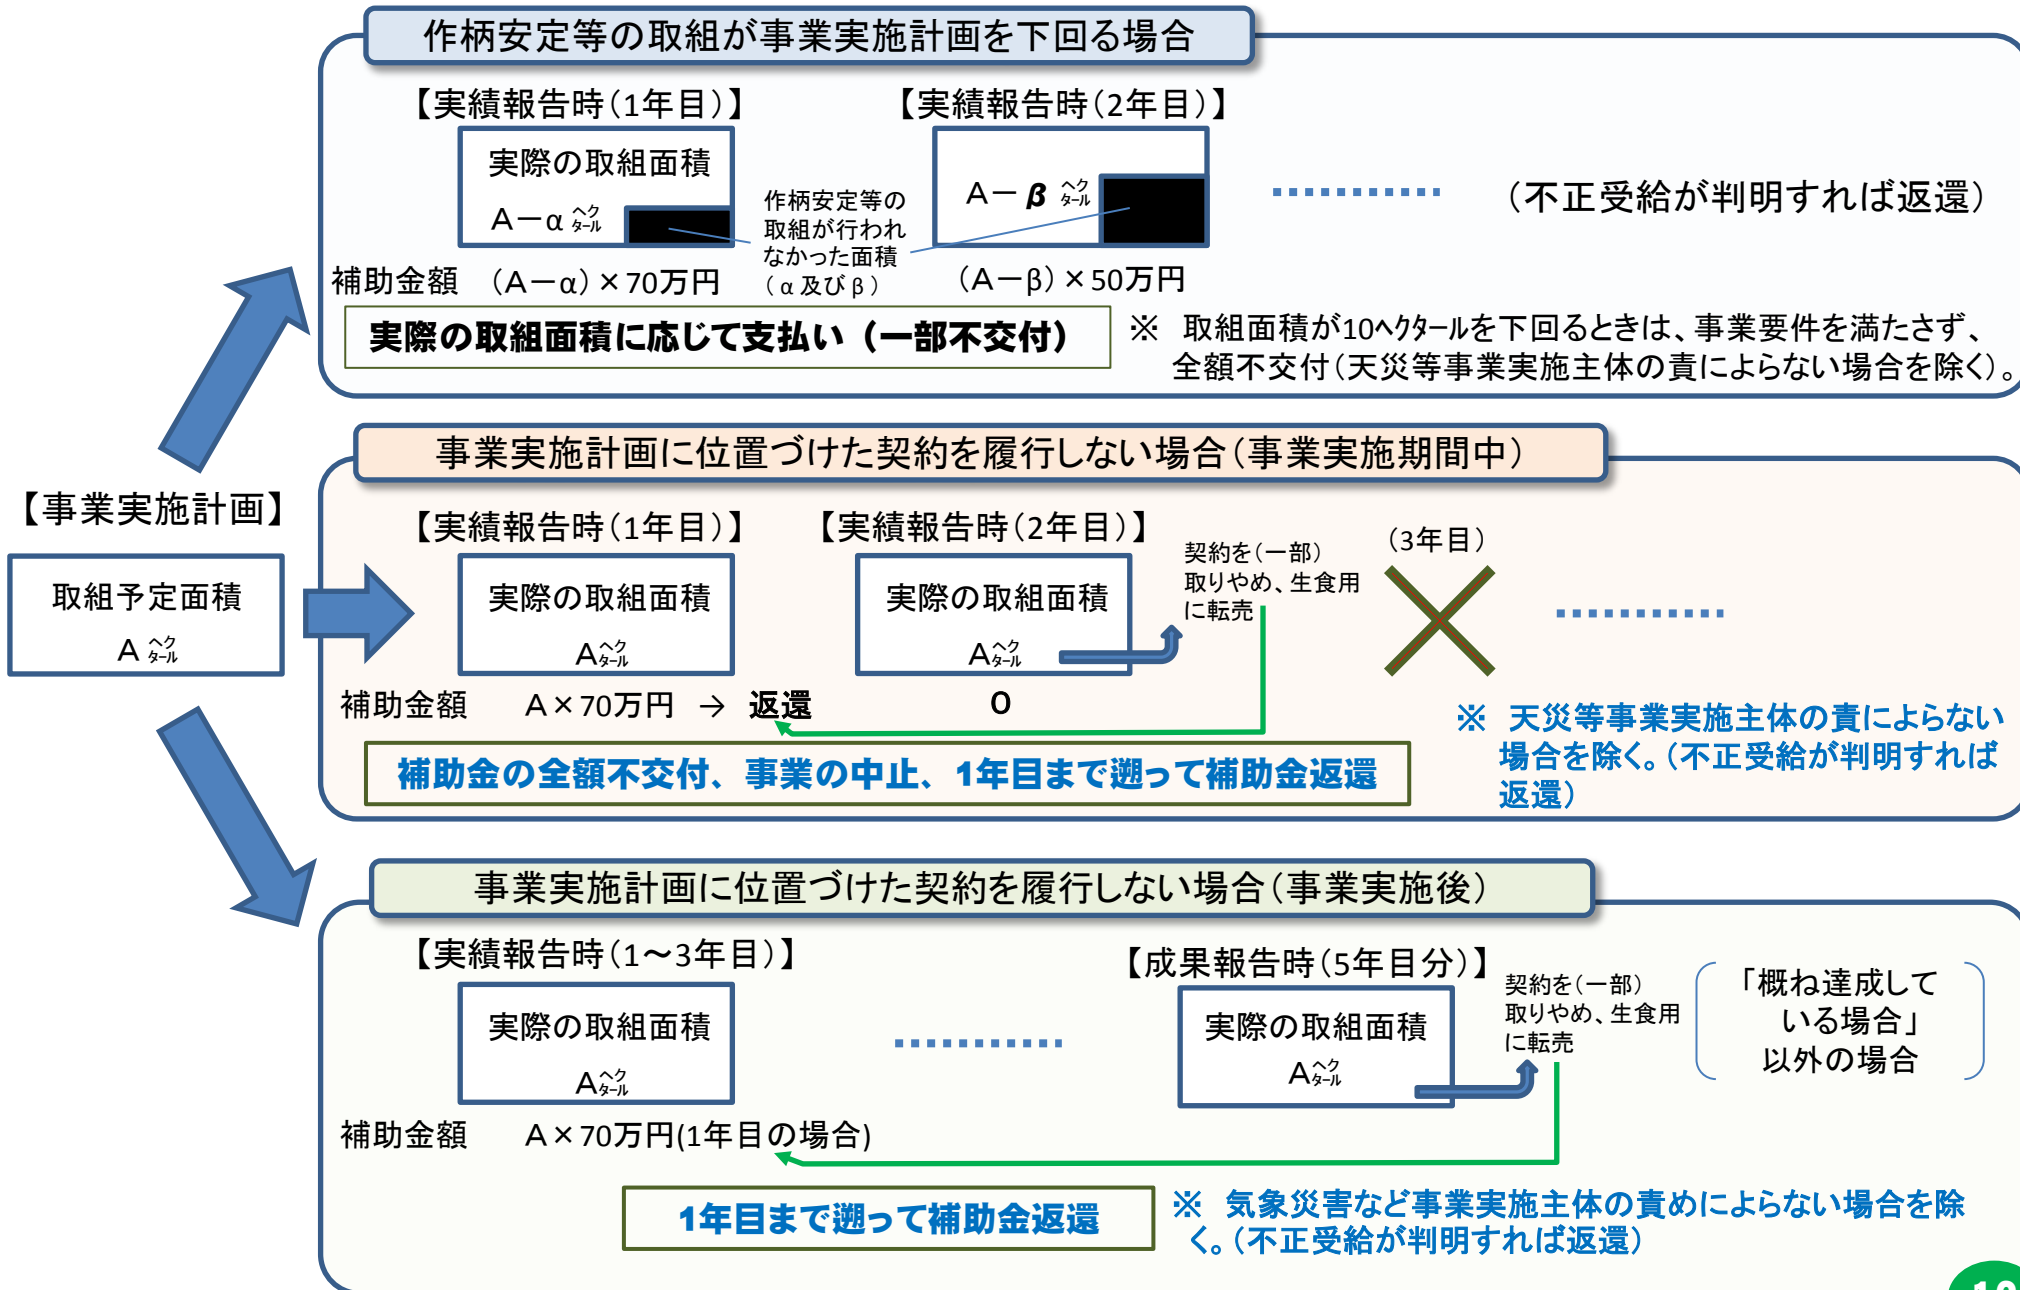 作柄安定等の取組が事業実施計画を下回る場合
【実績報告時（1年目）】
【実績報告時（2年目）】
実際の取組面積
A－α ヘクタール
作柄安定等の
取組が行われ
なかった面積
（α及びβ）
A－β ヘクタール
（不正受給が判明すれば返還）
補助金額 （A－α）×70万円
（A－β）×50万円
実際の取組面積に応じて支払い（一部不交付）
※ 取組面積が10ヘクタールを下回るときは、事業要件を満たさず、
全額不交付（天災等事業実施主体の責によらない場合を除く）。
【事業実施計画】
取組予定面積
A ヘクタール
事業実施計画に位置づけた契約を履行しない場合（事業実施期間中）
【実績報告時（1年目）】
【実績報告時（2年目）】
（3年目）
実際の取組面積
Aヘクタール
実際の取組面積
Aヘクタール
契約を（一部）
取りやめ、生食用
に転売
補助金額 A×70万円 → 返還
0
補助金の全額不交付、事業の中止、1年目まで遡って補助金返還
※ 天災等事業実施主体の責によらない
場合を除く。（不正受給が判明すれば
返還）
事業実施計画に位置づけた契約を履行しない場合（事業実施後）
【実績報告時（1～3年目）】
【成果報告時（5年目分）】
実際の取組面積
Aヘクタール
実際の取組面積
Aヘクタール
契約を（一部）
取りやめ、生食用
に転売
「概ね達成して
いる場合」
以外の場合
補助金額 A×70万円(1年目の場合)
1年目まで遡って補助金返還
※ 気象災害など事業実施主体の責めによらない場合を除
く。（不正受給が判明すれば返還）